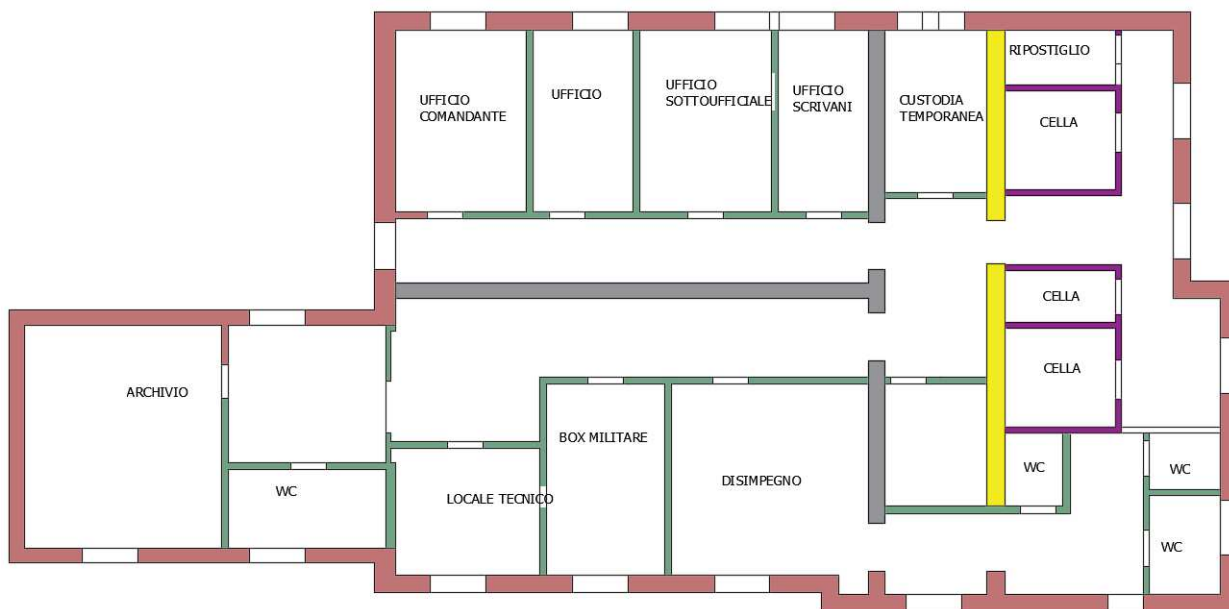 RIPOSTIGLIO
UFFICIO
COMANDANTE
UFFICIO
UFFICIO
SOTTOUFFICIALE
UFFICIO
SCRIVANI
CUSTODIA
TEMPORANEA
CELLA
CELLA
CELLA
ARCHIVIO
BOX MILITARE
DISIMPEGNO
WC
WC
WC
LOCALE TECNICO
WC